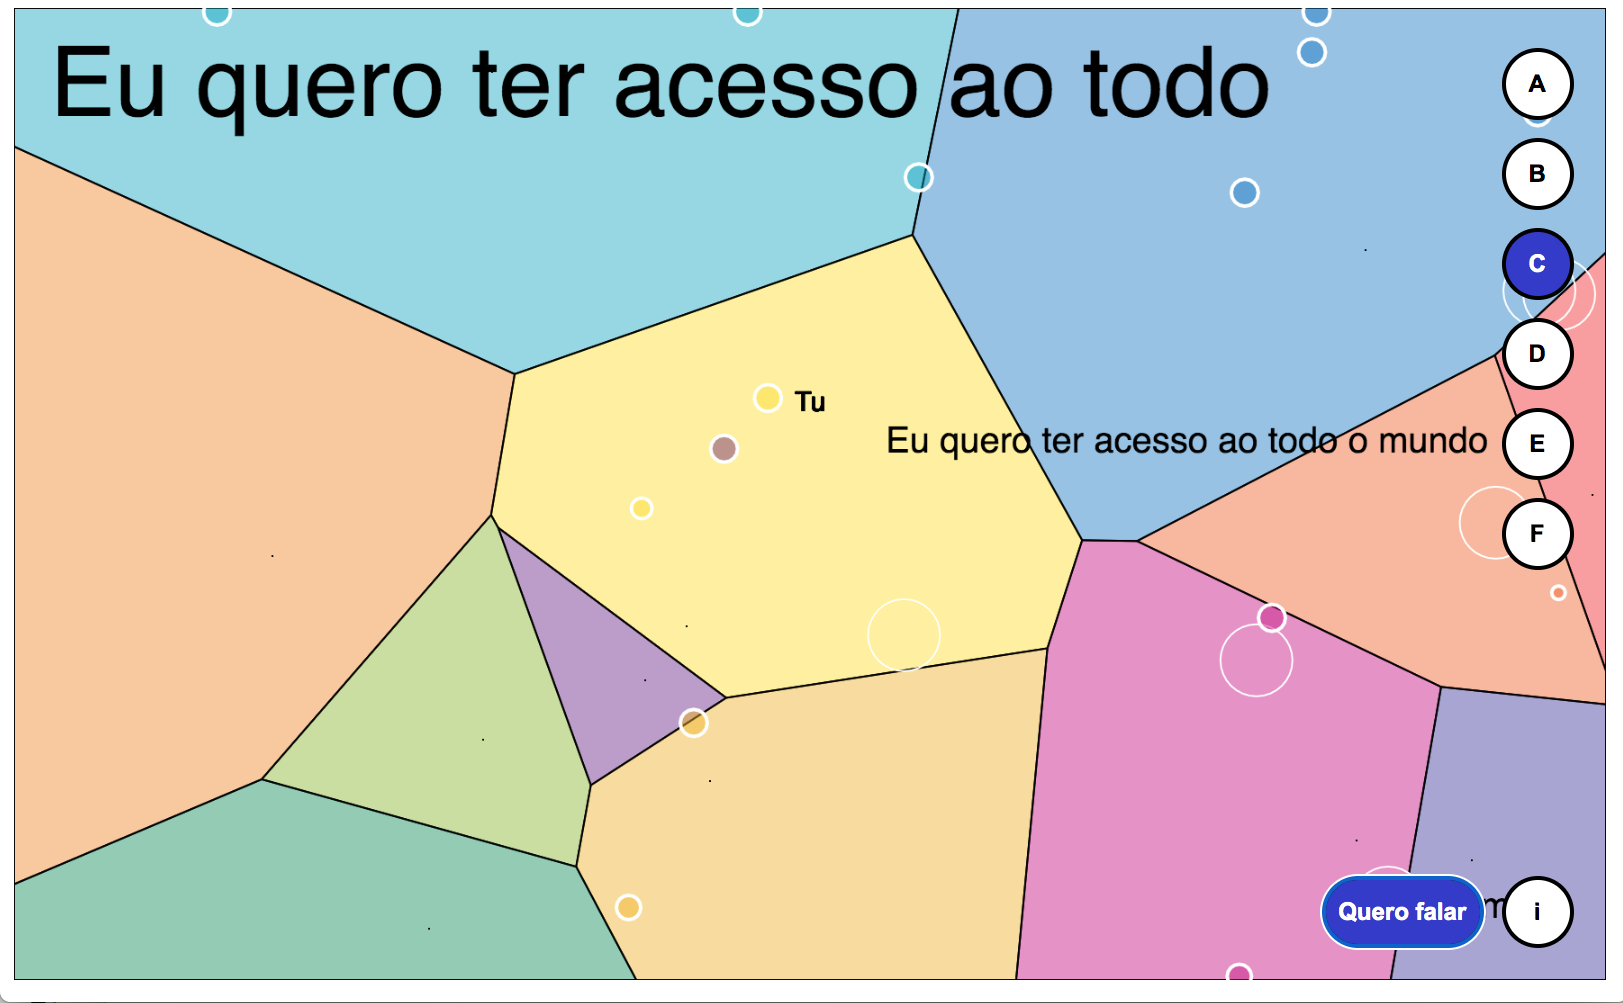 Eu quero ter acesso ao todo
A
B
C
D
Tu
Eu quero ter acesso ao todo o mundo
E
F
Quero falar
i